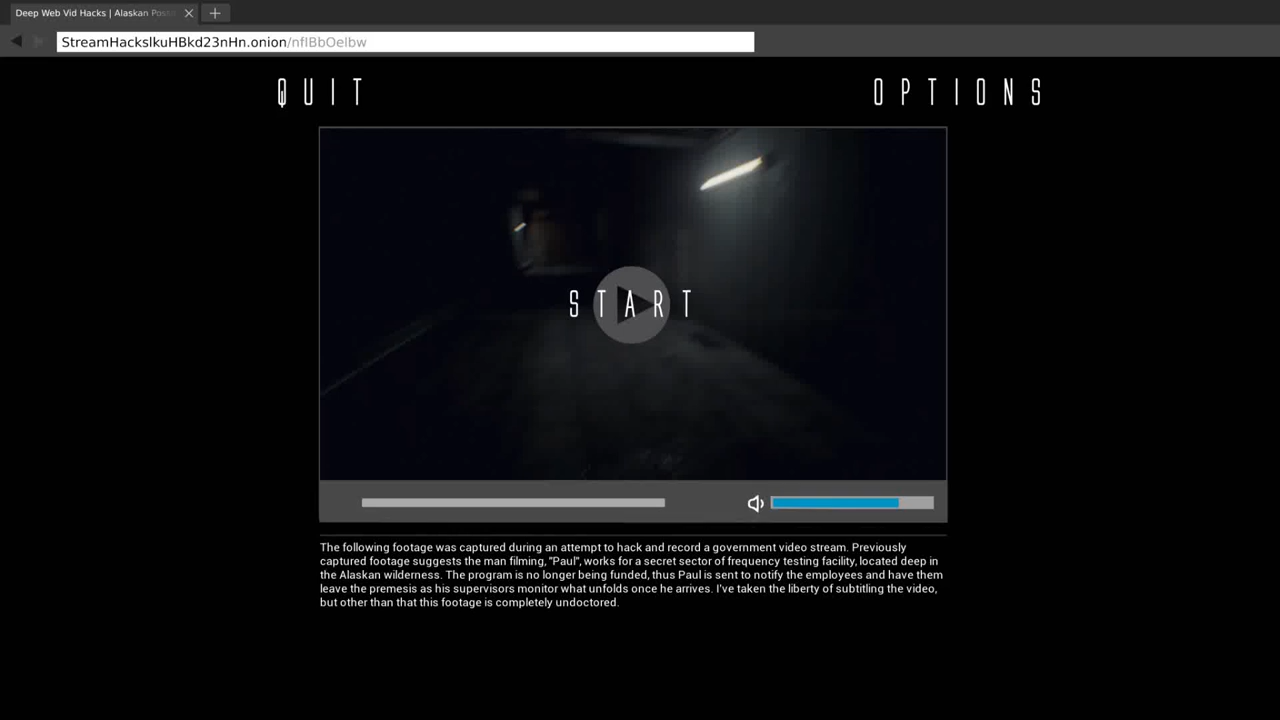 Deep Web Vid Hacks | Alaskan Poss
StreamHackslkuHBkd23nHn.onion/nflBbOelbw
QUIT
OPTIONS
START
The following footage was captured during an attempt to hack and record a government video stream. Previously
captured footage suggests the man filming, "Paul", works for a secret sector of frequency testing facility, located deep in
the Alaskan wilderness. The program is no longer being funded, thus Paul is sent to notify the employees and have them
leave the premesis as his supervisors monitor what unfolds once he arrives. I've taken the liberty of subtitling the video,
but other than that this footage is completely undoctored.